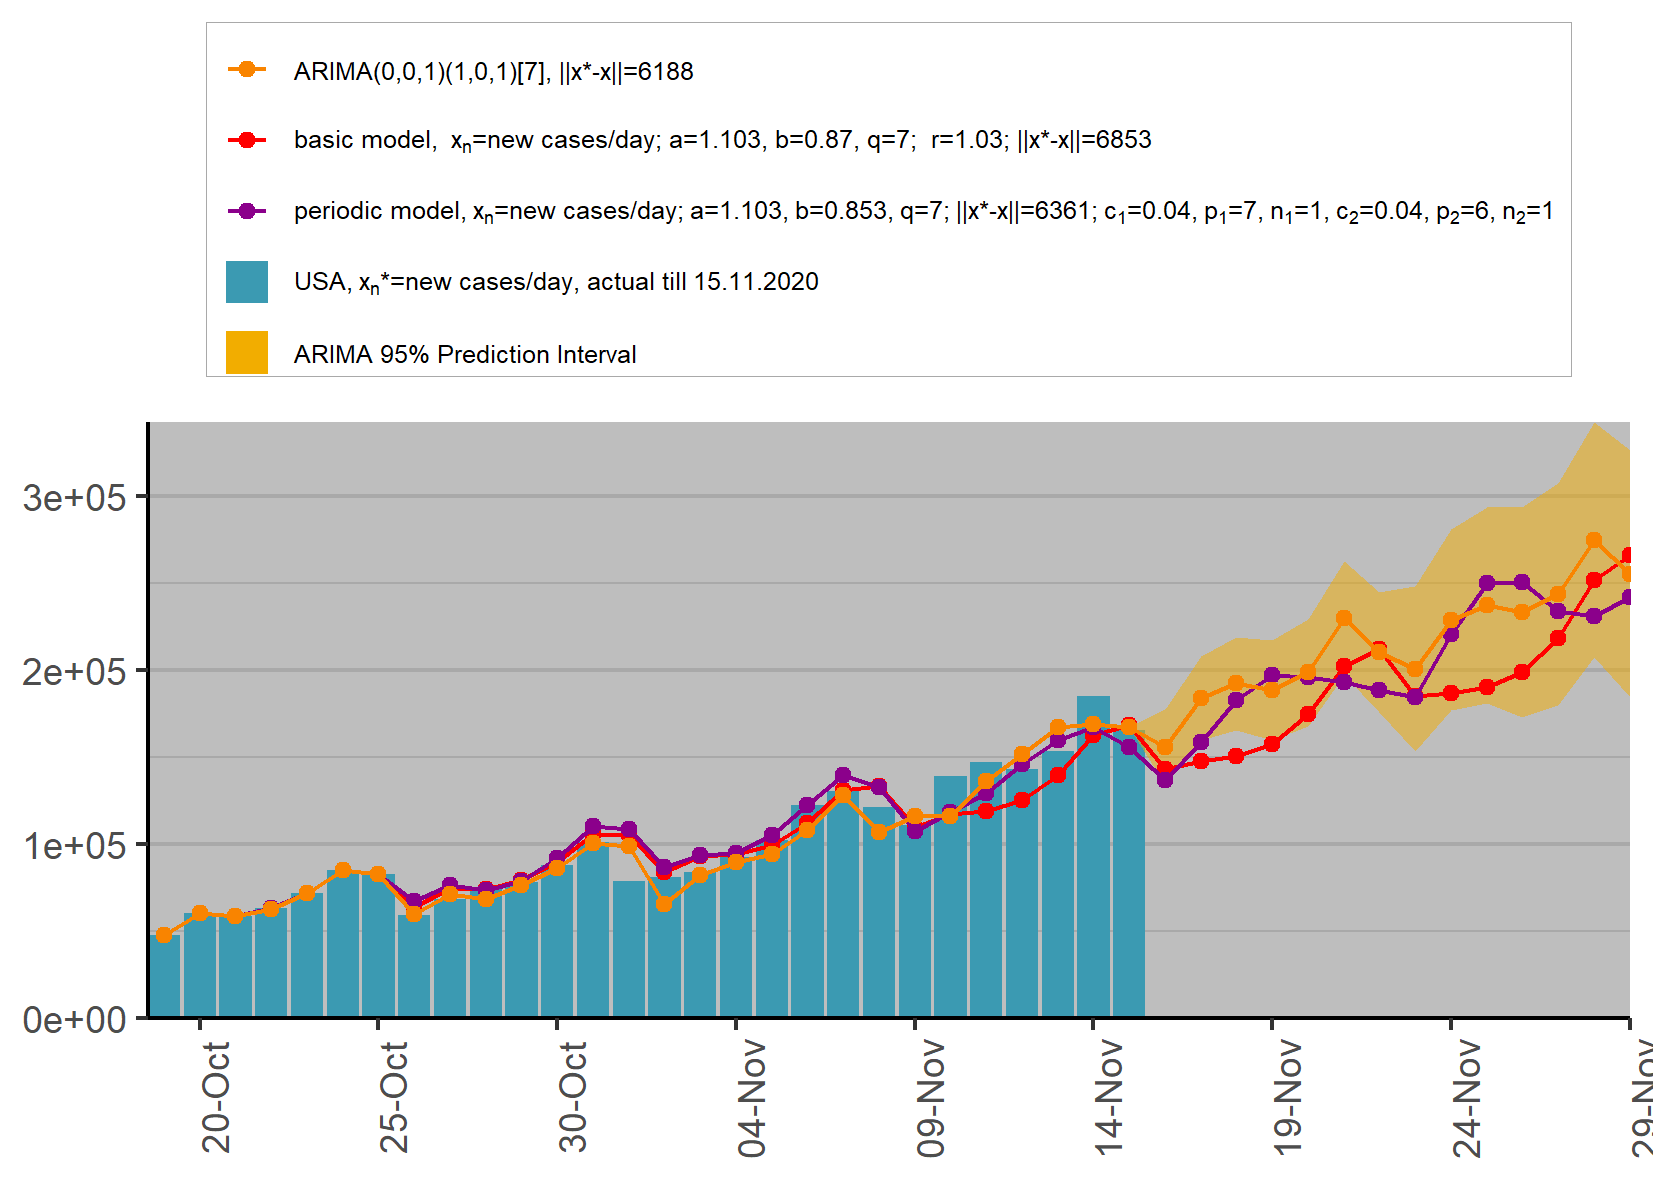 ARIMA(0,0,1)(1,0,1)[7], ||x*-x||=6188
basic model,  xn=new cases/day; a=1.103, b=0.87, q=7;  r=1.03; ||x*-x||=6853
periodic model, xn=new cases/day; a=1.103, b=0.853, q=7; ||x*-x||=6361; c1=0.04, p1=7, n1=1, c2=0.04, p2=6, n2=1
USA, xn*=new cases/day, actual till 15.11.2020
ARIMA 95% Prediction Interval
3e+05
2e+05
1e+05
0e+00
20-Oct
25-Oct
30-Oct
04-Nov
09-Nov
14-Nov
19-Nov
24-Nov
29-Nov